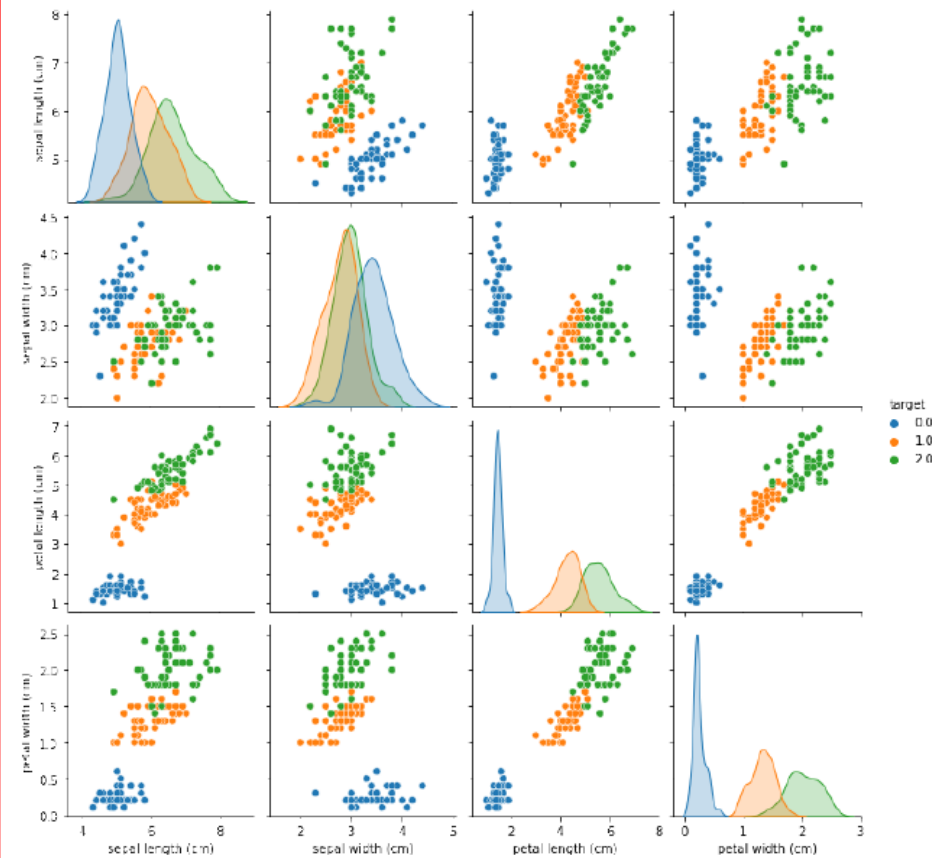 8
7
6
5
sepal length (cm)
4.5
4.0
3.5
3.0
2.5
2.0
sepal width (cm)
7
6
5
4
3
2
1
petal length (cm)
2.5
2.0
1.5
1.0
0.5
0.0
petal width (cm)
4 6 8
2 3 4 5
2 4 6 8
0 1 2 3
sepal length (cm) sepal width (cm) petal length (cm) petal width (cm)
target
0.0
1.0
2.0